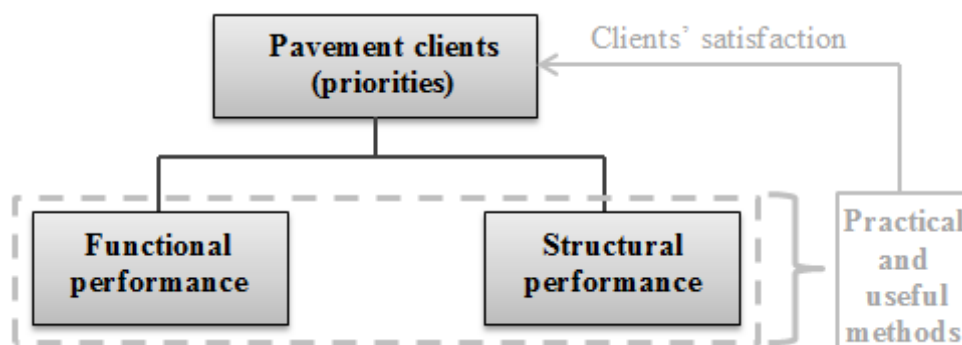 Pavement clients
(priorities)
Clients' satisfaction
Functional
performance
Structural
performance
Practical
and
useful
methods